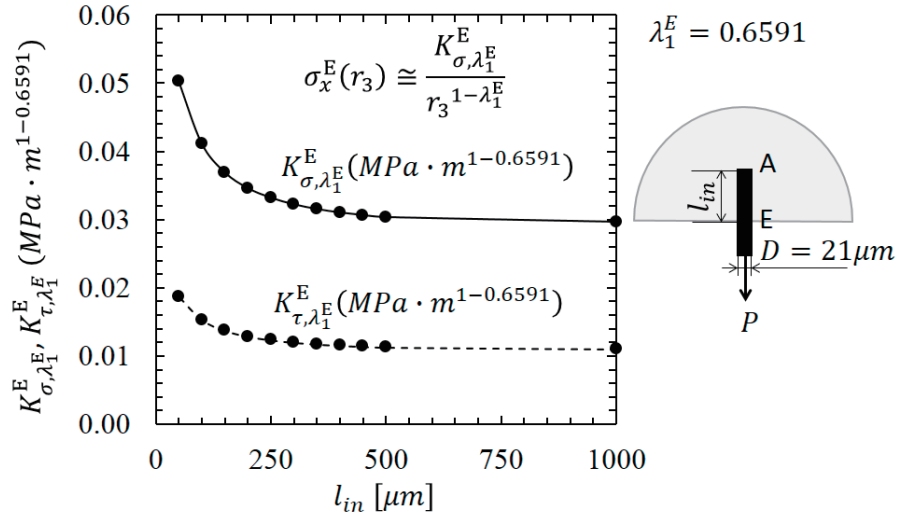 K^E_{σ,λ_1^E}, K^E_{τ,λ_1^E} (MPa · m^{1−0.6591})
0.06
0.05
0.04
0.03
0.02
0.01
0.00
σ_x^E(r_3) ≅ K^E_{σ,λ_1^E} / r_3^{1−λ_1^E}
K^E_{σ,λ_1^E}(MPa · m^{1−0.6591})
K^E_{τ,λ_1^E}(MPa · m^{1−0.6591})
0 250 500 750 1000
l_{in} [μm]
λ_1^E = 0.6591
A
l_{in}
E
D = 21μm
P